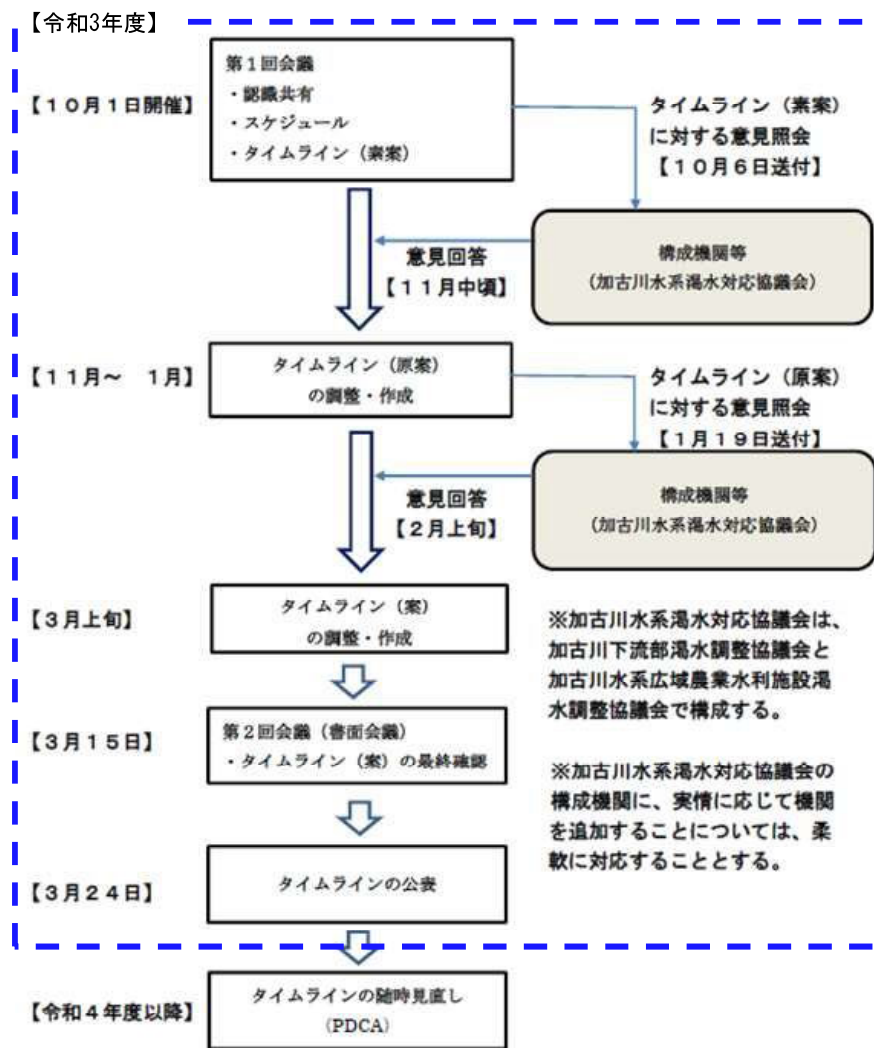 【令和3年度】
【１０月１日開催】
第１回会議
・認識共有
・スケジュール
・タイムライン（素案）
タイムライン（素案）
に対する意見照会
【１０月６日送付】
構成機関等
(加古川水系渇水対応協議会)
意見回答
【１１月中頃】
【１１月～　１月】
タイムライン（原案）
の調整・作成
タイムライン（原案）
に対する意見照会
【１月１９日送付】
構成機関等
(加古川水系渇水対応協議会)
意見回答
【２月上旬】
【３月上旬】
タイムライン（案）
の調整・作成
※加古川水系渇水対応協議会は、
加古川下流部渇水調整協議会と
加古川水系広域農業水利施設渇
水調整協議会で構成する。
【３月１５日】
第２回会議（書面会議）
・タイムライン（案）の最終確認
※加古川水系渇水対応協議会の
構成機関に、実情に応じて機関
を追加することについては、柔
軟に対応することとする。
【３月２４日】
タイムラインの公表
【令和４年度以降】
タイムラインの随時見直し
(PDCA)